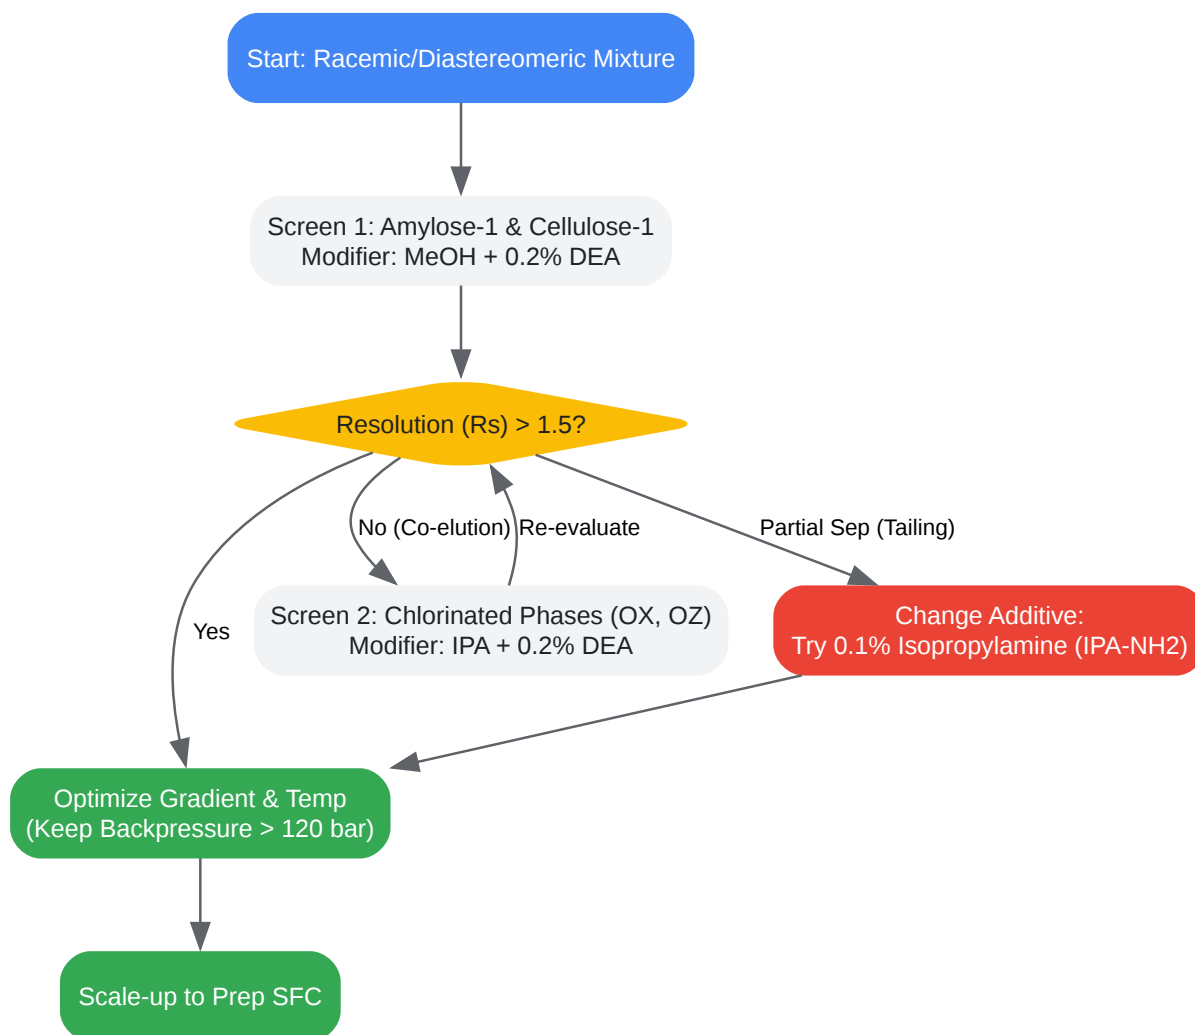 Start: Racemic/Diastereomeric Mixture
Screen 1: Amylose-1 & Cellulose-1
Modifier: MeOH + 0.2% DEA
Resolution (Rs) > 1.5?
No (Co-elution)
Re-evaluate
Partial Sep (Tailing)
Yes
Screen 2: Chlorinated Phases (OX, OZ)
Modifier: IPA + 0.2% DEA
Change Additive:
Try 0.1% Isopropylamine (IPA-NH2)
Optimize Gradient & Temp
(Keep Backpressure > 120 bar)
Scale-up to Prep SFC